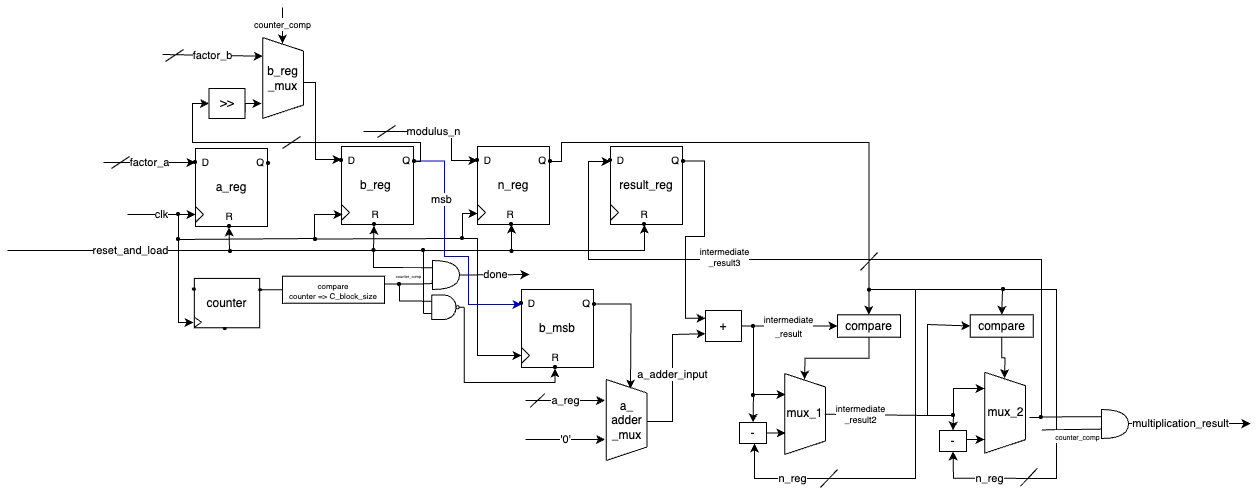 counter_comp
factor_b
b_reg
_mux
>>
modulus_n
factor_a
D
Q
a_reg
R
D
Q
b_reg
R
D
Q
n_reg
R
D
Q
result_reg
R
msb
clk
reset_and_load
intermediate
_result3
counter
compare
counter => C_block_size
counter_comp
done
D
Q
b_msb
R
+
intermediate
_result
compare
compare
a_adder_input
a_reg
'0'
a_
adder
_mux
mux_1
-
intermediate
_result2
mux_2
-
counter_comp
multiplication_result
n_reg
n_reg